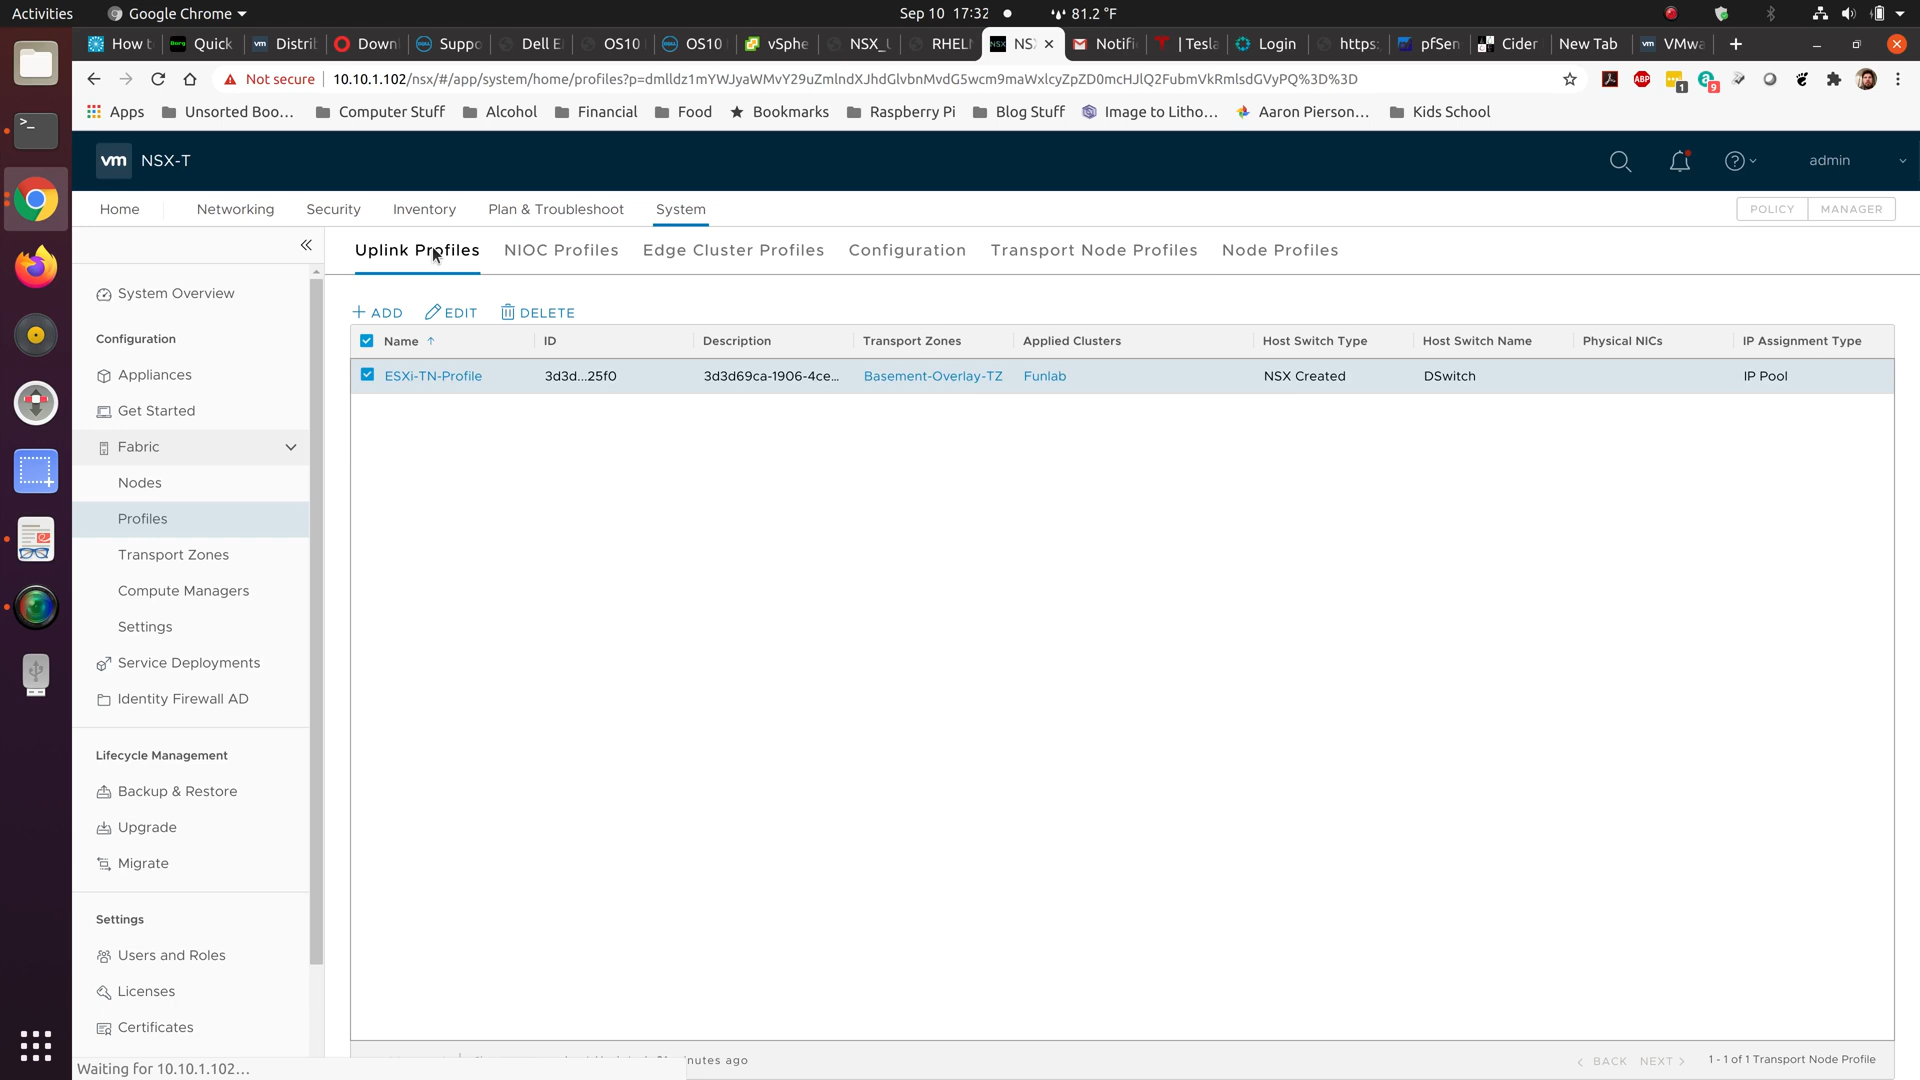 Activities
Google Chrome
Sep 10 17:32
81.2 °F
How t
Quick
Distrib
Down
Suppo
Dell E
OS10
OS10
vSphe
NSX_U
RHEL
NSX
Notifi
| Tesla
Login
https:
pfSen
Cider
New Tab
VMwa
Not secure
10.10.1.102/nsx/#/app/system/home/profiles?p=dmlldz1mYWJyaWMvY29uZmlndXJhdGlvbnMvdG5wcm9maWxlcyZpZD0mcHJlQ2FubmVkRmlsdGVyPQ%3D%3D
ABP
1
9
Apps
Unsorted Boo...
Computer Stuff
Alcohol
Financial
Food
Bookmarks
Raspberry Pi
Blog Stuff
Image to Litho...
Aaron Pierson...
Kids School
vm NSX-T
admin
Home
Networking
Security
Inventory
Plan & Troubleshoot
System
POLICY
MANAGER
Uplink Profiles
NIOC Profiles
Edge Cluster Profiles
Configuration
Transport Node Profiles
Node Profiles
System Overview
Configuration
Appliances
Get Started
Fabric
Nodes
Profiles
Transport Zones
Compute Managers
Settings
Service Deployments
Identity Firewall AD
Lifecycle Management
Backup & Restore
Upgrade
Migrate
Settings
Users and Roles
Licenses
Certificates
+ ADD
EDIT
DELETE
Name
ID
Description
Transport Zones
Applied Clusters
Host Switch Type
Host Switch Name
Physical NICs
IP Assignment Type
ESXi-TN-Profile
3d3d...25f0
3d3d69ca-1906-4ce...
Basement-Overlay-TZ
Funlab
NSX Created
DSwitch
IP Pool
nutes ago
BACK
NEXT
1 - 1 of 1 Transport Node Profile
Waiting for 10.10.1.102...